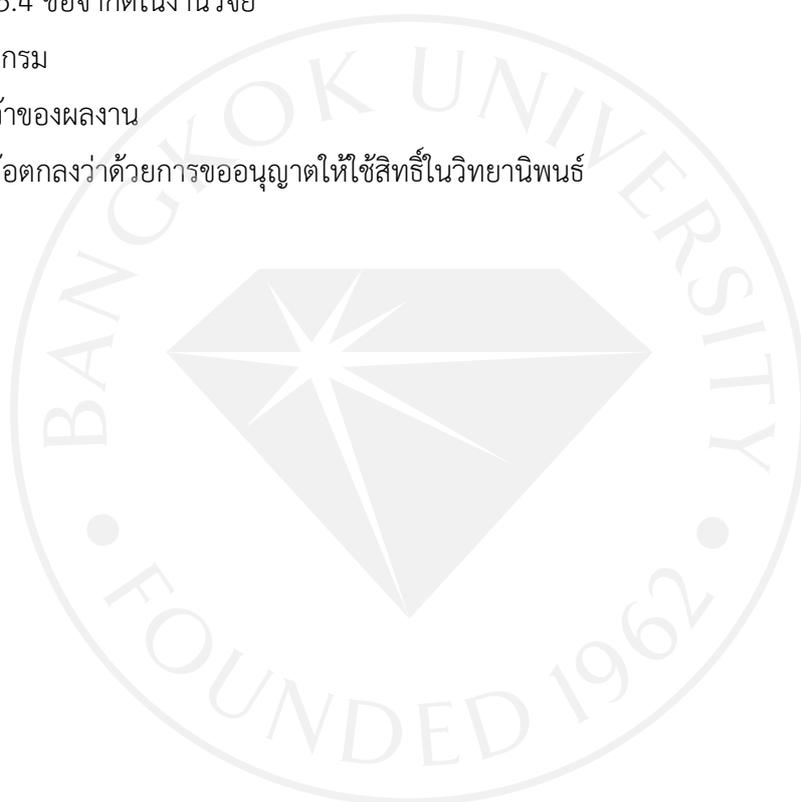 5.4 ข้อจำกัดในงานวิจัย
กรม
ของผลงาน
ตกลงว่าด้วยการขออนุญาตให้ใช้สิทธิ์ในวิทยานิพนธ์
BANGKOK UNIVERSITY
FOUNDED 1962